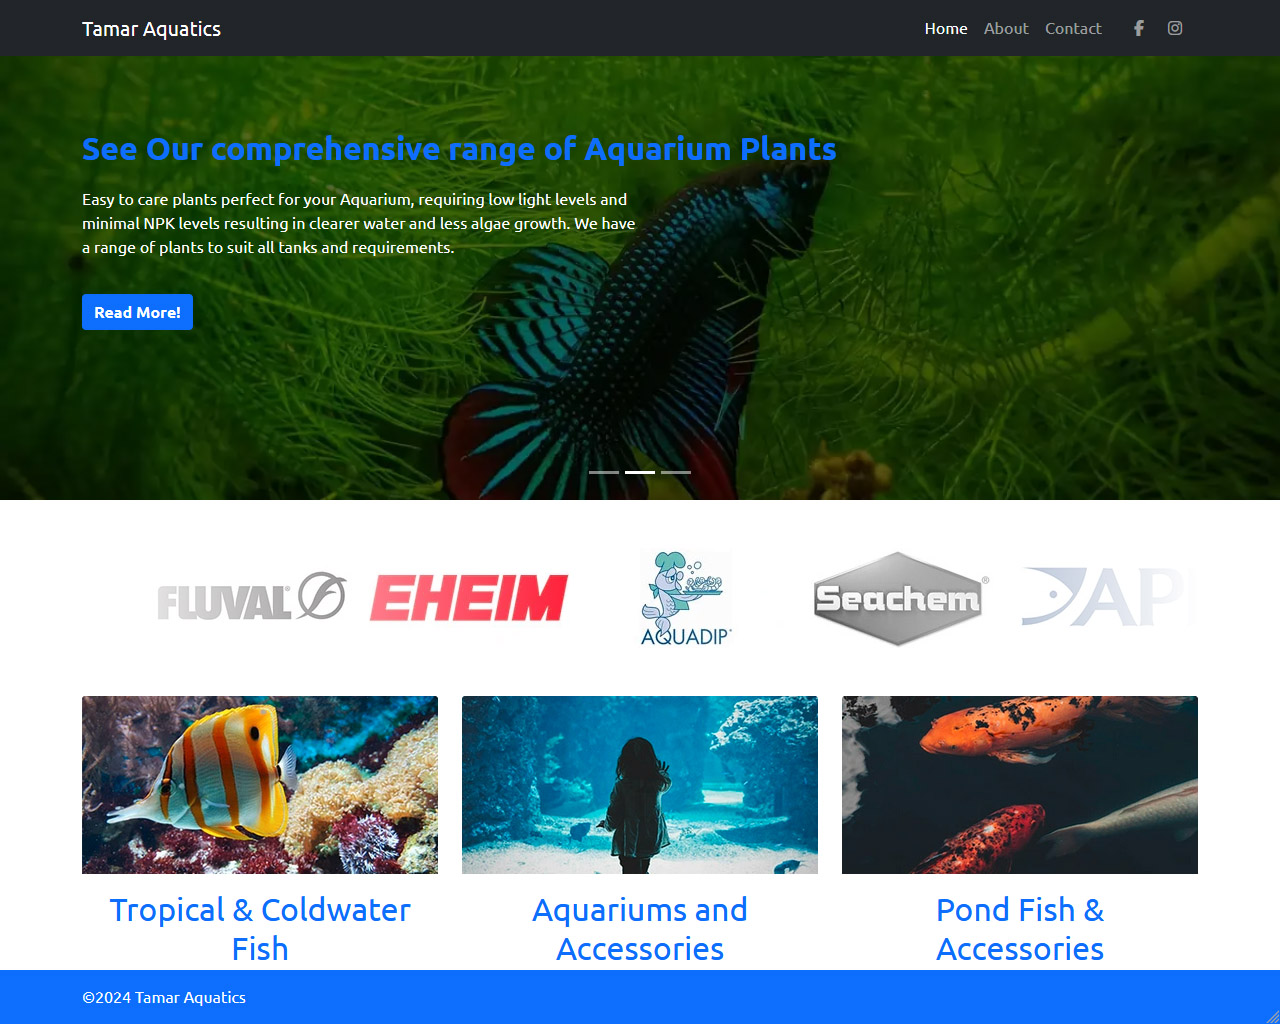 Tamar Aquatics
Home About Contact
See Our comprehensive range of Aquarium Plants
Easy to care plants perfect for your Aquarium, requiring low light levels and
minimal NPK levels resulting in clearer water and less algae growth. We have
a range of plants to suit all tanks and requirements.
Read More!
FLUVAL EHEIM AQUADIP® Seachem® API
Tropical & Coldwater
Fish
Aquariums and
Accessories
Pond Fish &
Accessories
©2024 Tamar Aquatics